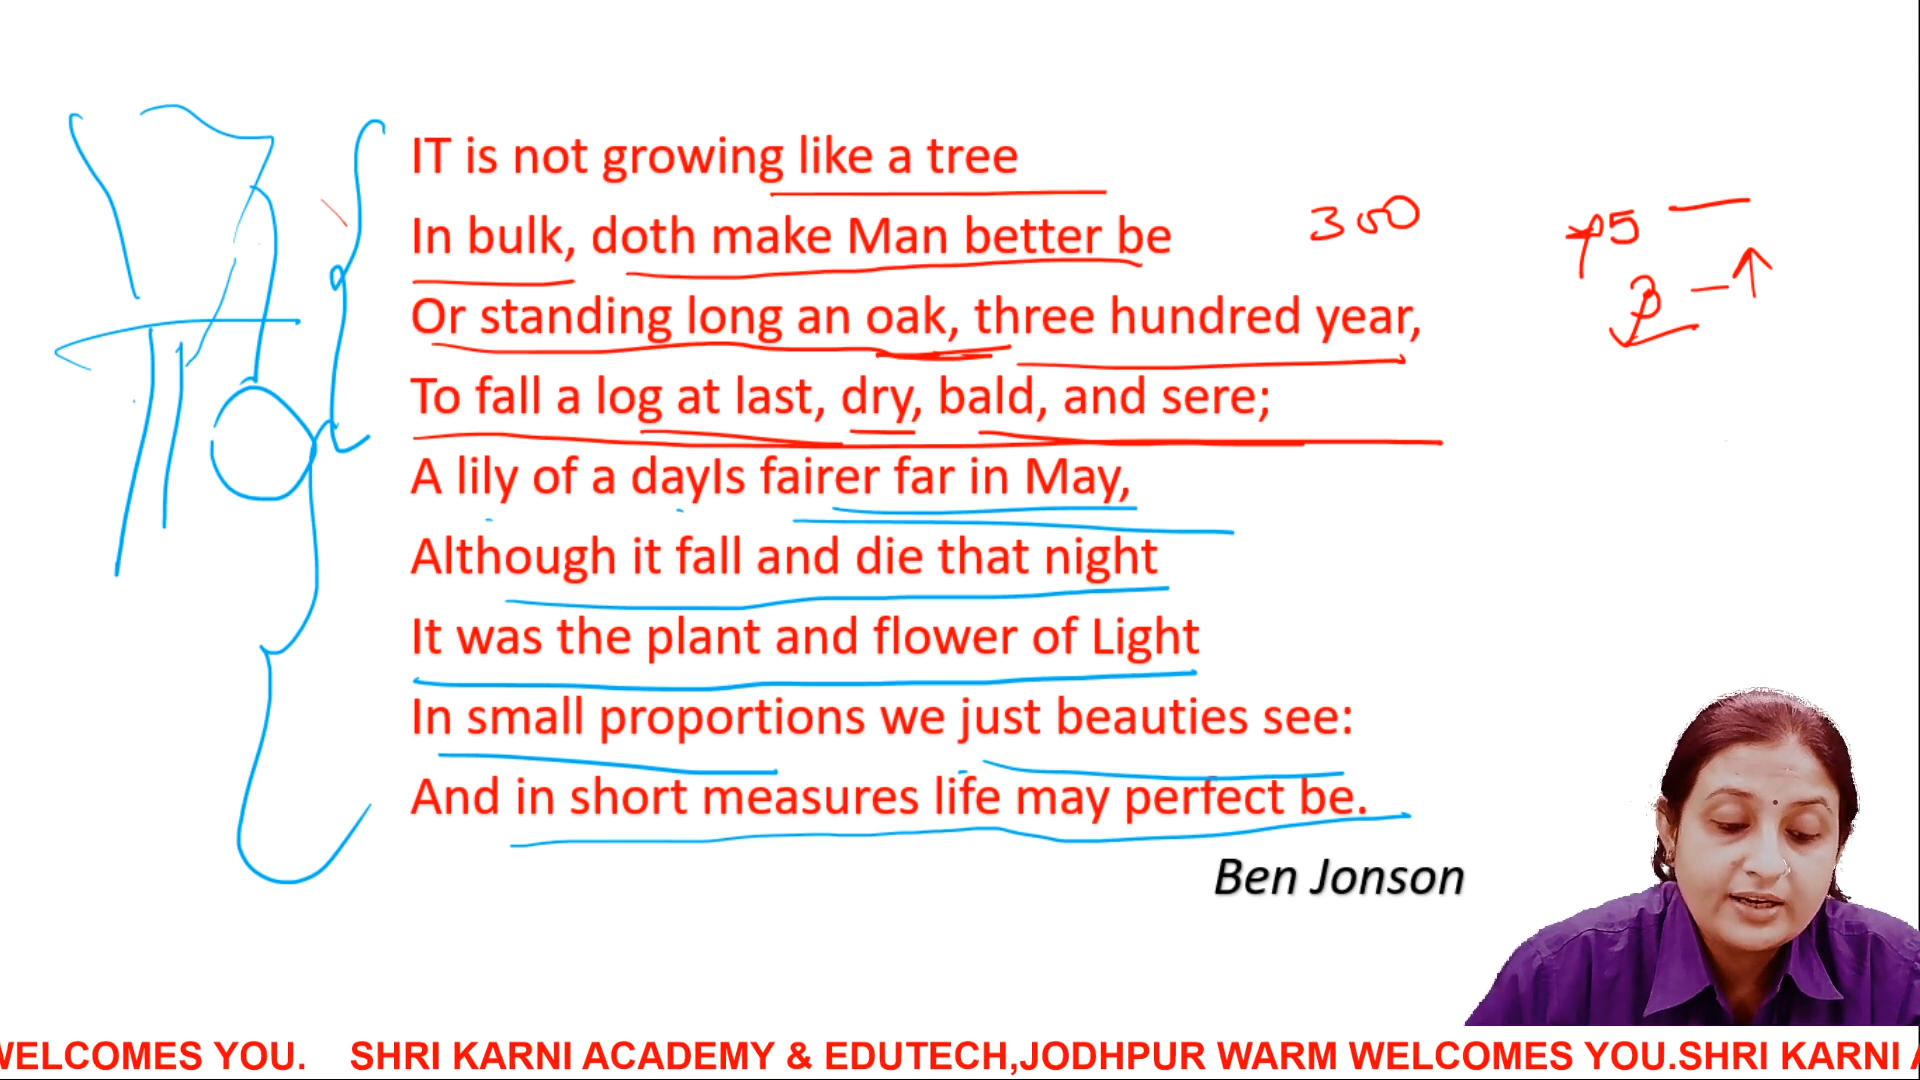 IT is not growing like a tree
In bulk, doth make Man better be
300
75
3
Or standing long an oak, three hundred year,
To fall a log at last, dry, bald, and sere;
A lily of a dayIs fairer far in May,
Although it fall and die that night
It was the plant and flower of Light
In small proportions we just beauties see:
And in short measures life may perfect be.
Ben Jonson
WELCOMES YOU. SHRI KARNI ACADEMY & EDUTECH,JODHPUR WARM WELCOMES YOU.SHRI KARNI